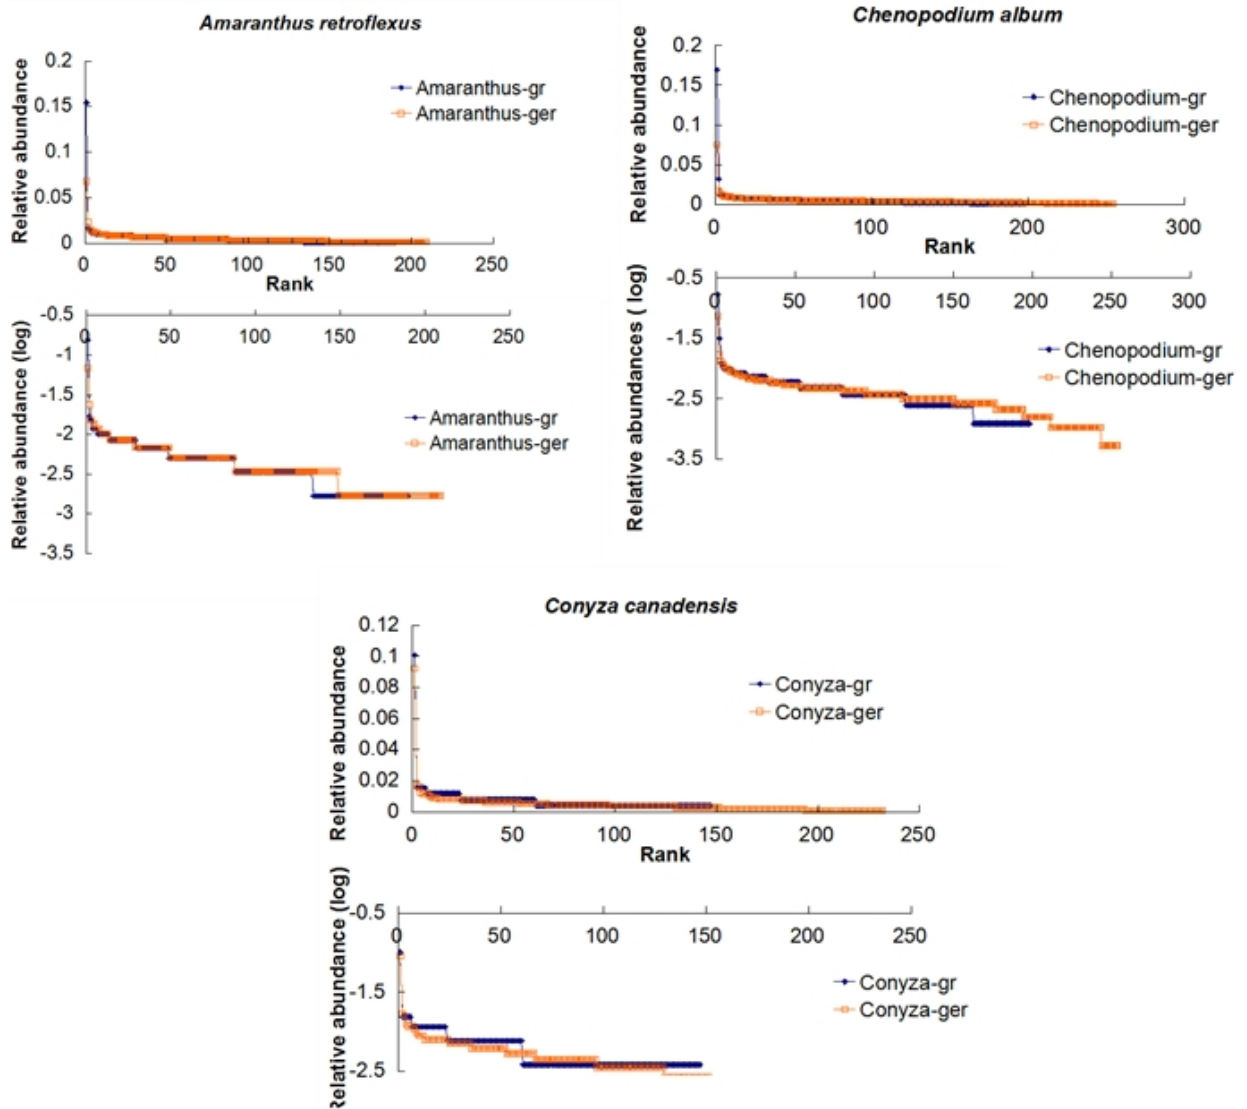 Amaranthus retroflexus
Relative abundance
0.2
0.15
0.1
0.05
0
0 50 100 150 200 250
Rank
Amaranthus-gr
Amaranthus-ger
Relative abundance (log)
-0.5
-1
-1.5
-2
-2.5
-3
-3.5
0 50 100 150 200 250
Amaranthus-gr
Amaranthus-ger
Chenopodium album
Relative abundance
0.2
0.15
0.1
0.05
0
0 100 200 300
Rank
Chenopodium-gr
Chenopodium-ger
Relative abundances ( log)
-0.5
-1.5
-2.5
-3.5
0 50 100 150 200 250 300
Chenopodium-gr
Chenopodium-ger
Conyza canadensis
Relative abundance
0.12
0.1
0.08
0.06
0.04
0.02
0
0 50 100 150 200 250
Rank
Conyza-gr
Conyza-ger
Relative abundance (log)
-0.5
-1.5
-2.5
0 50 100 150 200 250
Conyza-gr
Conyza-ger